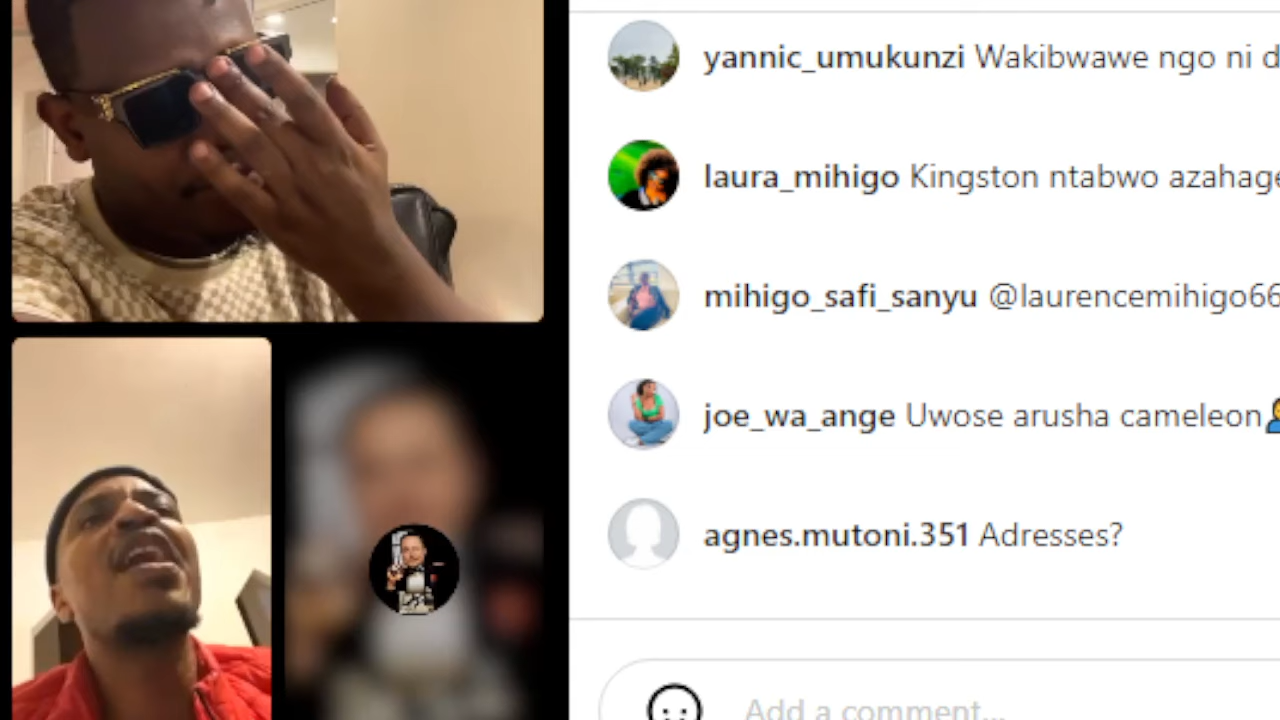 yannic_umukunzi Wakibwawe ngo ni
laura_mihigo Kingston ntabwo
mihigo_safi_sanyu
joe_wa_ange Uwose arusha cameleon
agnes.mutoni.351 Adresses?
Add a comment...